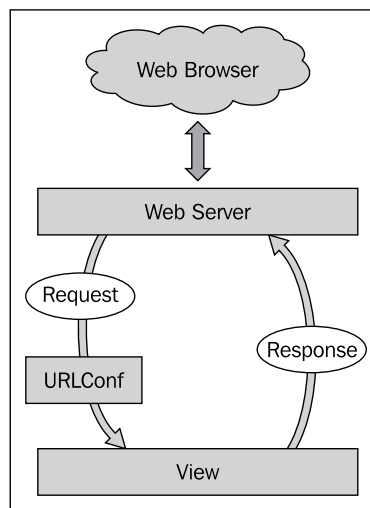 Web Browser
Web Server
Request
Response
URLConf
View